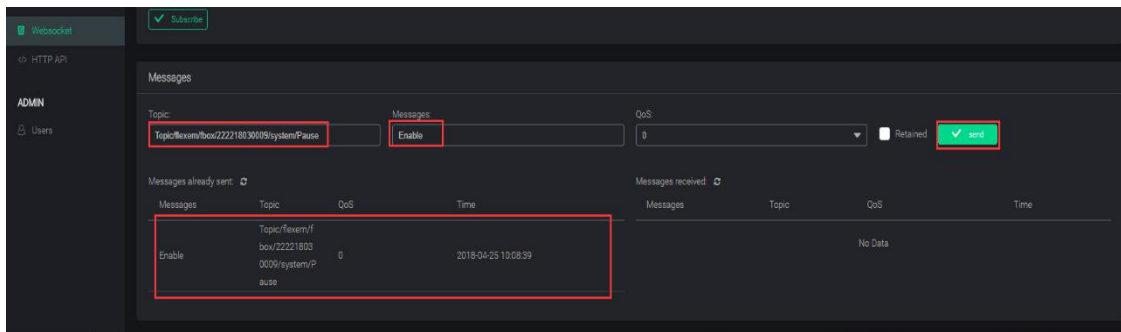 Websocket
Subscribe
</> HTTP API
Messages
ADMIN
Users
Topic:
Messages:
QoS:
Topic/flexem/fbox/222218030009/system/Pause
Enable
0
Retained
send
Messages already sent:
Messages received:
Messages Topic QoS Time
Messages Topic QoS Time
Enable
Topic/flexem/f
box/22221803
0009/system/P
ause
0
2018-04-25 10:08:39
No Data